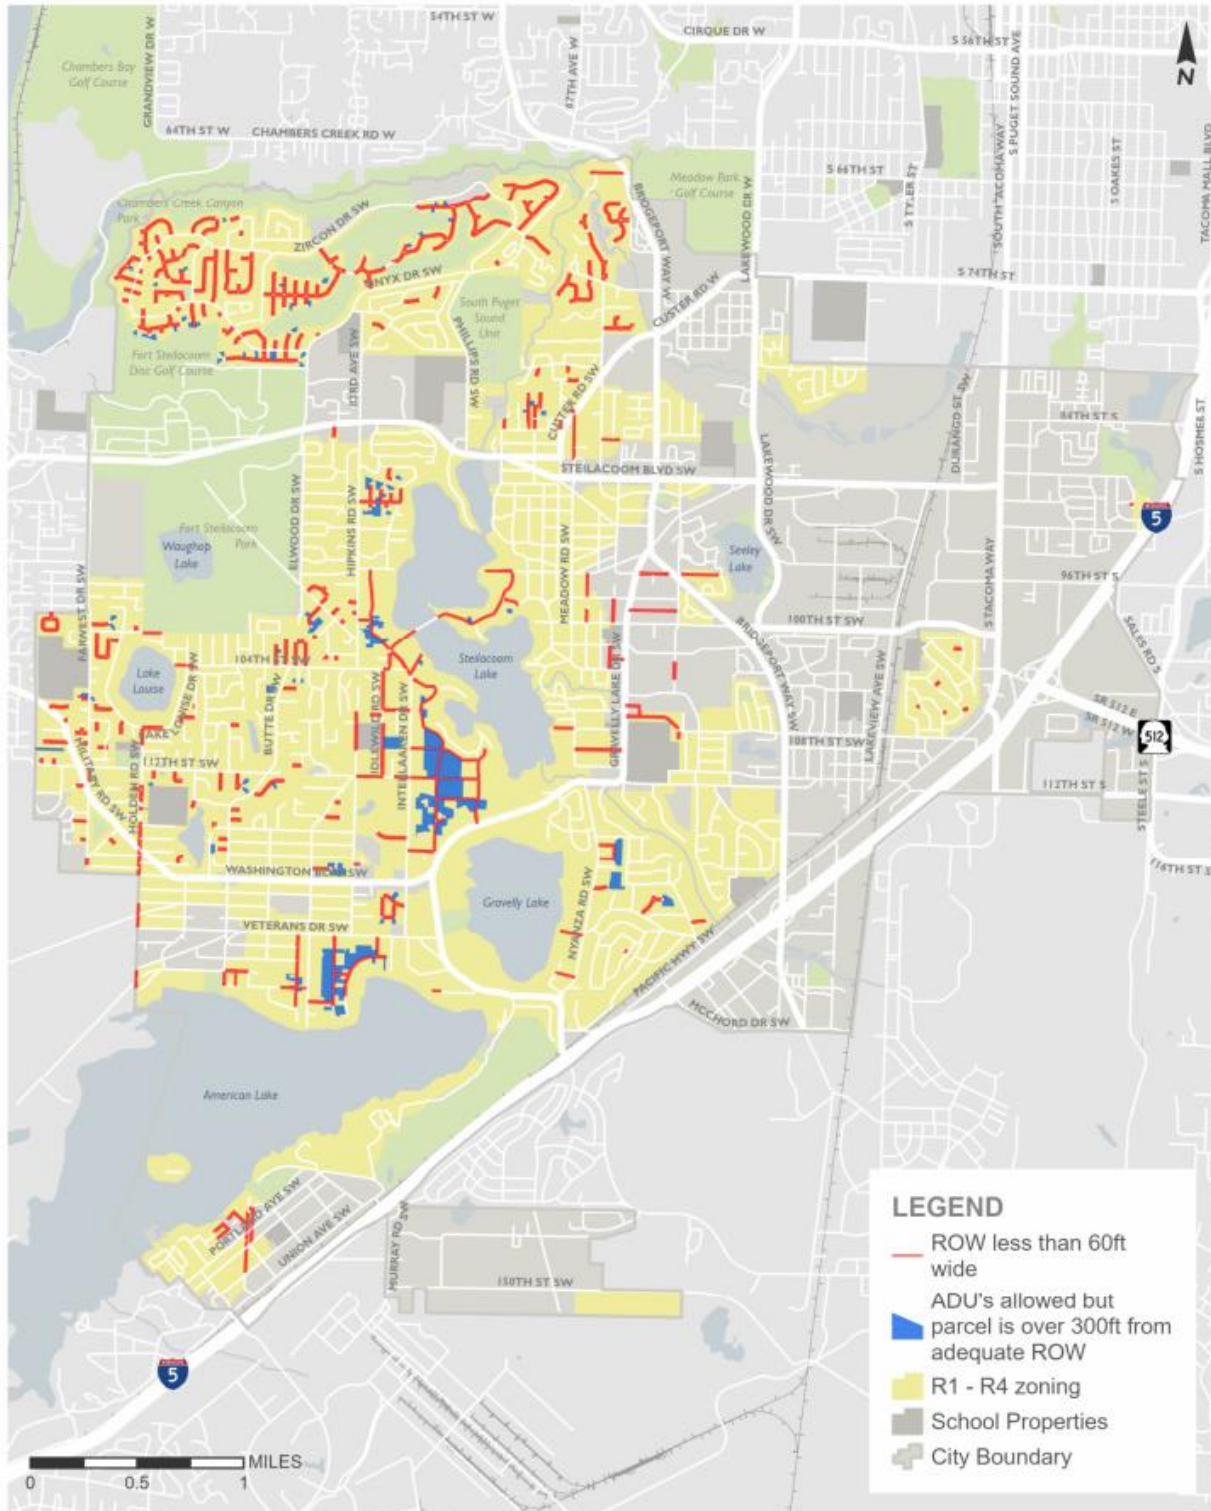 54TH ST W
CIRQUE DR W
S 56TH ST
S PUGET SOUND AVE
N
Chambers Bay
Golf Course
GRANDVIEW DR W
67TH AVE W
64TH ST W
CHAMBERS CREEK RD W
S 66TH ST
S TYLER ST
SOUTH TACOMA WAY
S OAKES ST
TACOMA MALL BLVD
Meadow Park
Golf Course
Chambers Creek Canyon
Park
ZIRCON DR SW
BRIDGEPORT WAY W
LAKEWOOD DR W
ONYX DR SW
S 74TH ST
South Puget
Sound
Unit
CUSTER RD W
PHILLIPS RD SW
83RD AVE SW
Fort Steilacoom
Disc Golf Course
CUSTER RD SW
DURANGO ST SW
84TH ST S
S HOSMER ST
STEILACOOM BLVD SW
LAKEWOOD DR SW
5
ELWOOD DR SW
HIPKINS RD SW
Fort Steilacoom
Park
Waughop
Lake
MEADOW RD SW
Seeley
Lake
S TACOMA WAY
96TH ST S
FARWEST DR SW
100TH ST SW
BRIDGEPORT WAY SW
SALES RD S
104TH ST SW
Steilacoom
Lake
GRAVELLY LAKE DR SW
LAKEVIEW AVE SW
Lake
Louise
LOUISE DR SW
LAKE
BUTTE DR SW
IDLEWILD RD SW
INTERLAAKEN DR SW
SR 512 E
SR 512 W
512
108TH ST SW
112TH ST SW
MILITARY RD SW
HOLDEN RD SW
112TH ST S
STEELE ST S
116TH ST S
WASHINGTON BLVD SW
Gravelly Lake
NYANZA RD SW
VETERANS DR SW
PACIFIC HWY SW
MCCHORD DR SW
American Lake
PORTLAND AVE SW
UNION AVE SW
MURRAY RD SW
150TH ST SW
5
LEGEND
ROW less than 60ft
wide
ADU's allowed but
parcel is over 300ft from
adequate ROW
R1 - R4 zoning
School Properties
City Boundary
MILES
0 0.5 1